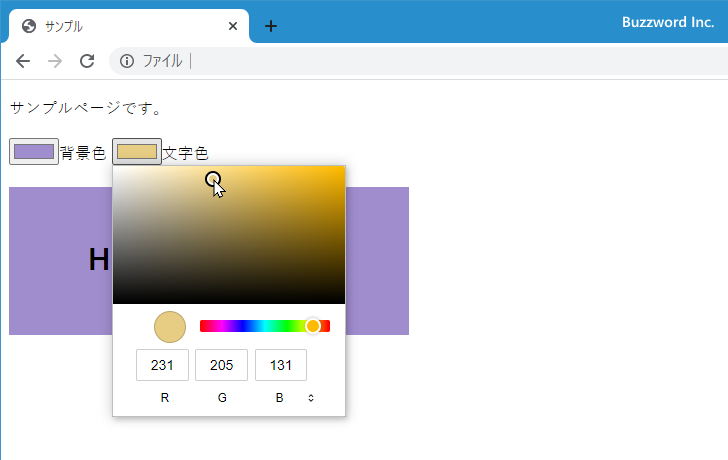 サンプル
Buzzword Inc.
ファイル
サンプルページです。
背景色 文字色
H
231 205 131
R G B